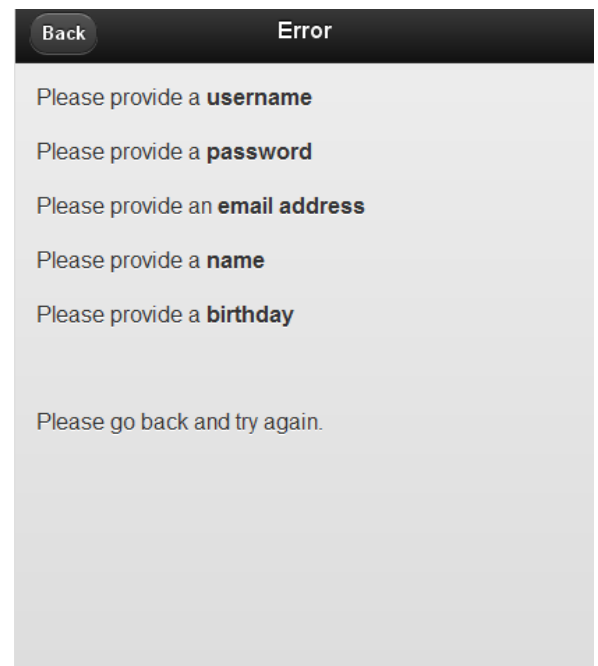 Back
Error
Please provide a username
Please provide a password
Please provide an email address
Please provide a name
Please provide a birthday
Please go back and try again.